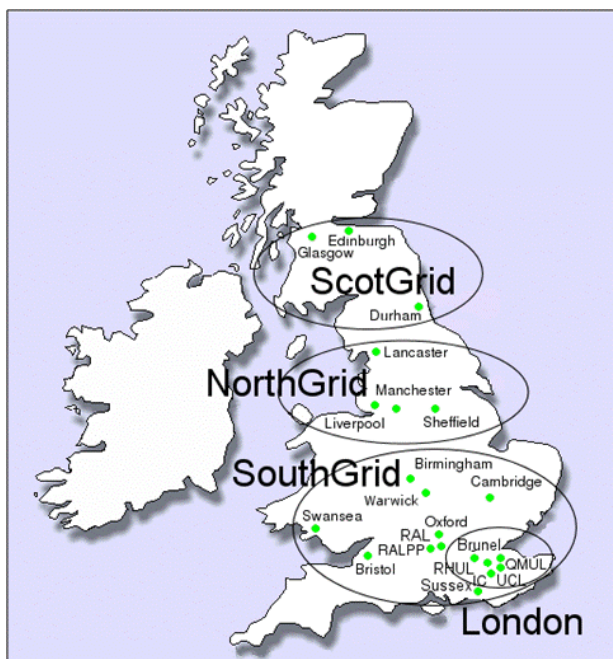 Edinburgh
Glasgow
ScotGrid
Durham
Lancaster
NorthGrid
Manchester
Liverpool
Sheffield
SouthGrid
Birmingham
Warwick
Cambridge
Swansea
Oxford
RAL
RALPP
Brunel
Bristol
RHUL
QMUL
IC
UCL
Sussex
London